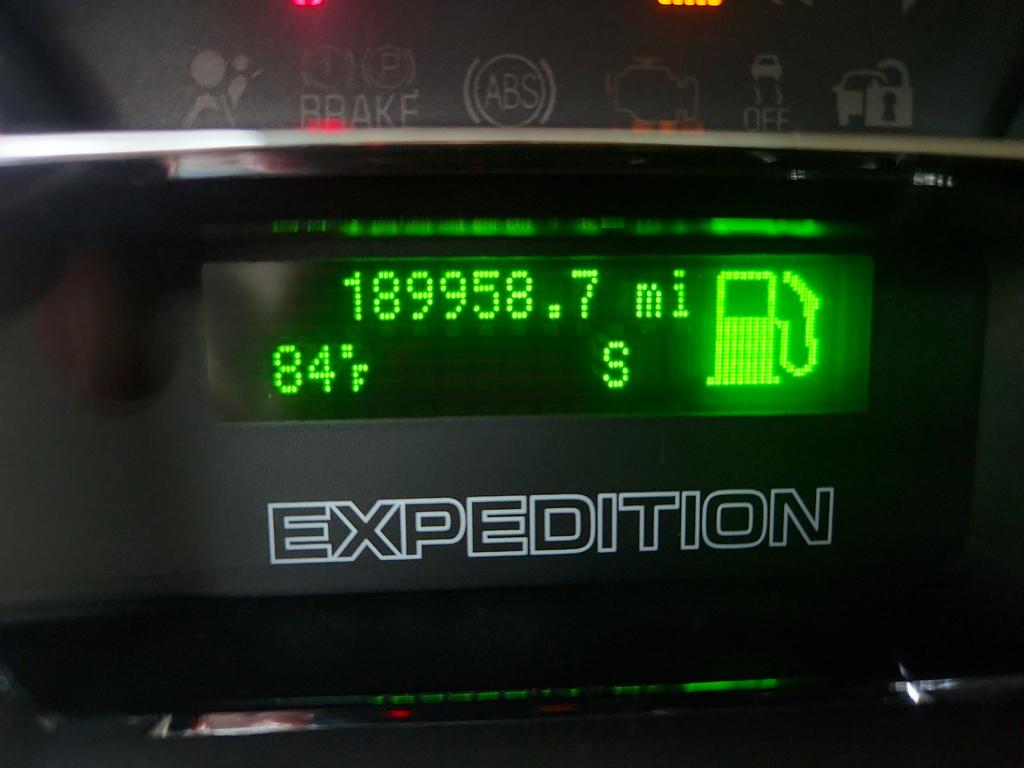 BRAKE
P
ABS
OFF
189958.7 mi
84°F
S
EXPEDITION